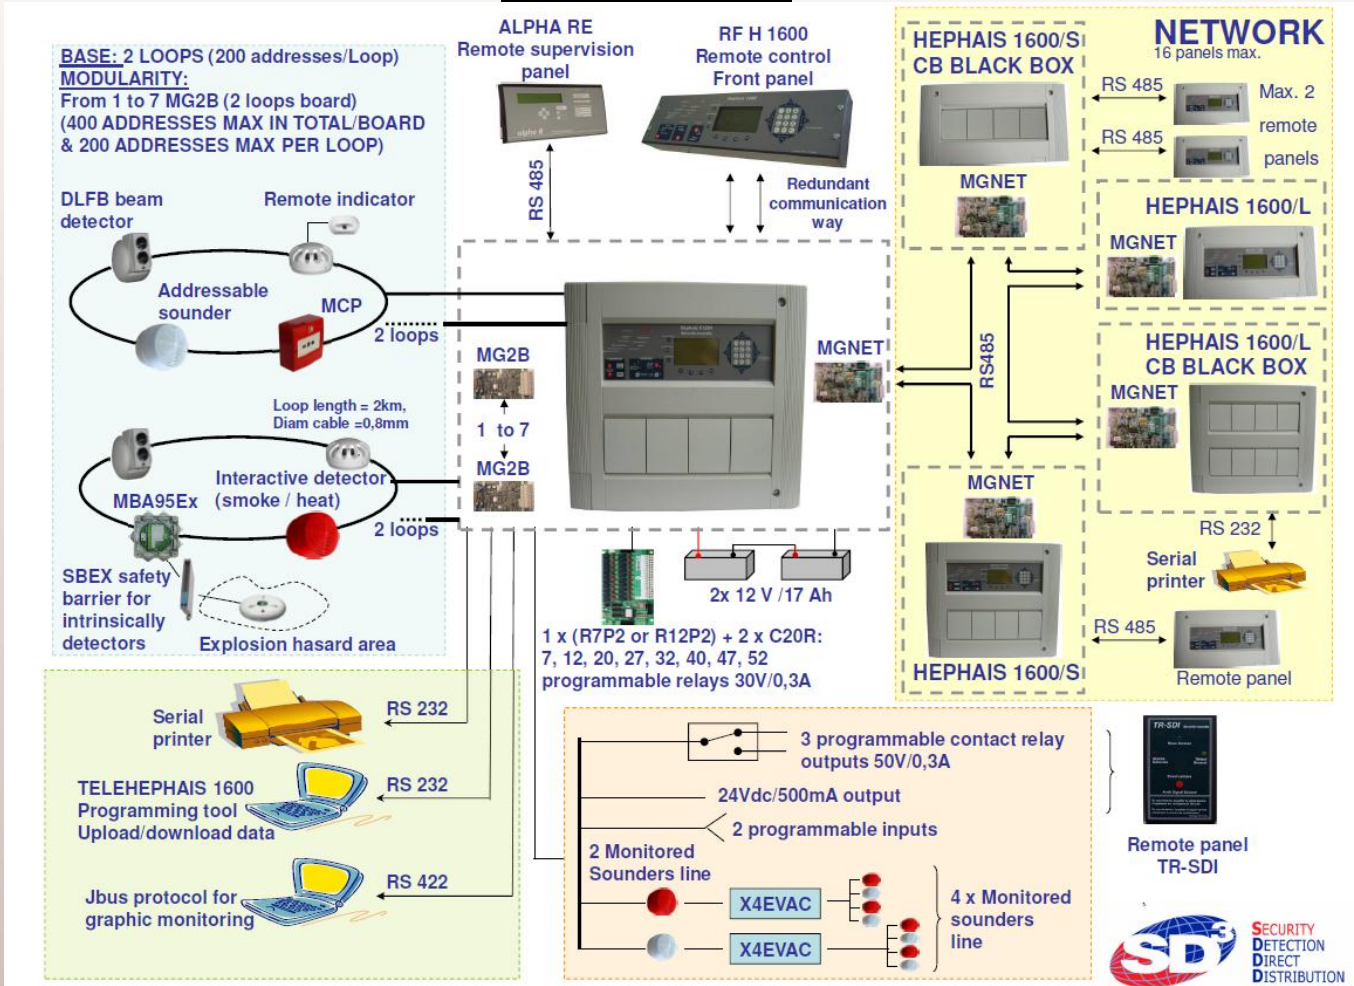 BASE: 2 LOOPS (200 addresses/Loop)
MODULARITY:
From 1 to 7 MG2B (2 loops board)
(400 ADDRESSES MAX IN TOTAL/BOARD
& 200 ADDRESSES MAX PER LOOP)
DLFB beam
detector
Remote indicator
Addressable
sounder
MCP
2 loops
Loop length = 2km,
Diam cable =0,8mm
Interactive detector
(smoke / heat)
MBA95Ex
2 loops
SBEX safety
barrier for
intrinsically
detectors
Explosion hasard area
ALPHA RE
Remote supervision
panel
alpha R
RS 485
RF H 1600
Remote control
Front panel
Redundant
communication
way
MG2B
1 to 7
MG2B
MGNET
2x 12 V /17 Ah
1 x (R7P2 or R12P2) + 2 x C20R:
7, 12, 20, 27, 32, 40, 47, 52
programmable relays 30V/0,3A
NETWORK
16 panels max.
HEPHAIS 1600/S
CB BLACK BOX
MGNET
RS 485
RS 485
Max. 2
remote
panels
HEPHAIS 1600/L
MGNET
RS485
HEPHAIS 1600/L
CB BLACK BOX
MGNET
RS 232
Serial
printer
MGNET
HEPHAIS 1600/S
RS 485
Remote panel
Serial
printer
RS 232
TELEHEPHAIS 1600
Programming tool
Upload/download data
RS 232
Jbus protocol for
graphic monitoring
RS 422
3 programmable contact relay
outputs 50V/0,3A
24Vdc/500mA output
2 programmable inputs
2 Monitored
Sounders line
X4EVAC
X4EVAC
4 x Monitored
sounders
line
TR-SDI
Remote panel
TR-SDI
SD3
SECURITY
DETECTION
DIRECT
DISTRIBUTION